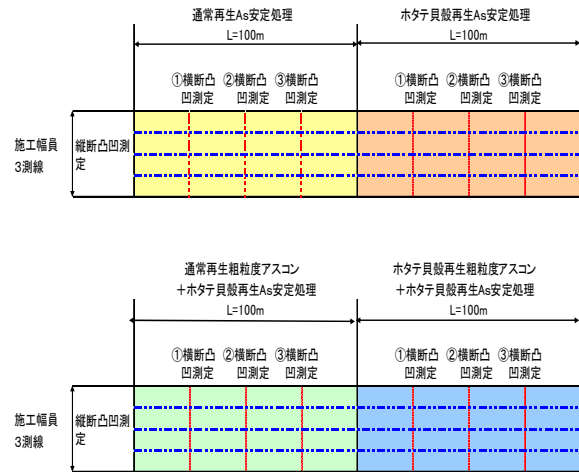 通常再生As安定処理
L=100m
ホタテ貝殻再生As安定処理
L=100m
①横断凸
凹測定
②横断凸
凹測定
③横断凸
凹測定
①横断凸
凹測定
②横断凸
凹測定
③横断凸
凹測定
施工幅員
3測線
縦断凸凹測
定
通常再生粗粒度アスコン
+ホタテ貝殻再生As安定処理
L=100m
ホタテ貝殻再生粗粒度アスコン
+ホタテ貝殻再生As安定処理
L=100m
①横断凸
凹測定
②横断凸
凹測定
③横断凸
凹測定
①横断凸
凹測定
②横断凸
凹測定
③横断凸
凹測定
施工幅員
3測線
縦断凸凹測
定